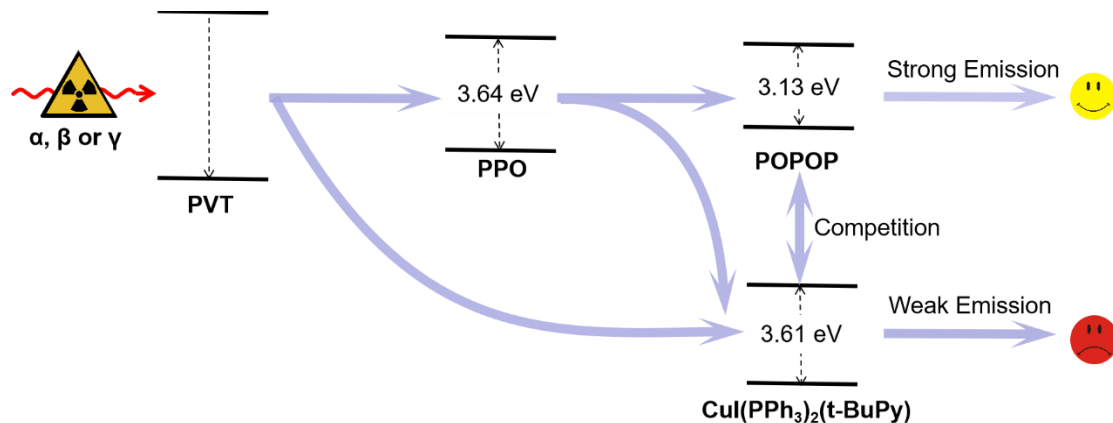 α, β or γ
PVT
3.64 eV
PPO
3.13 eV
POPOP
Strong Emission
Competition
3.61 eV
CuI(PPh₃)₂(t-BuPy)
Weak Emission